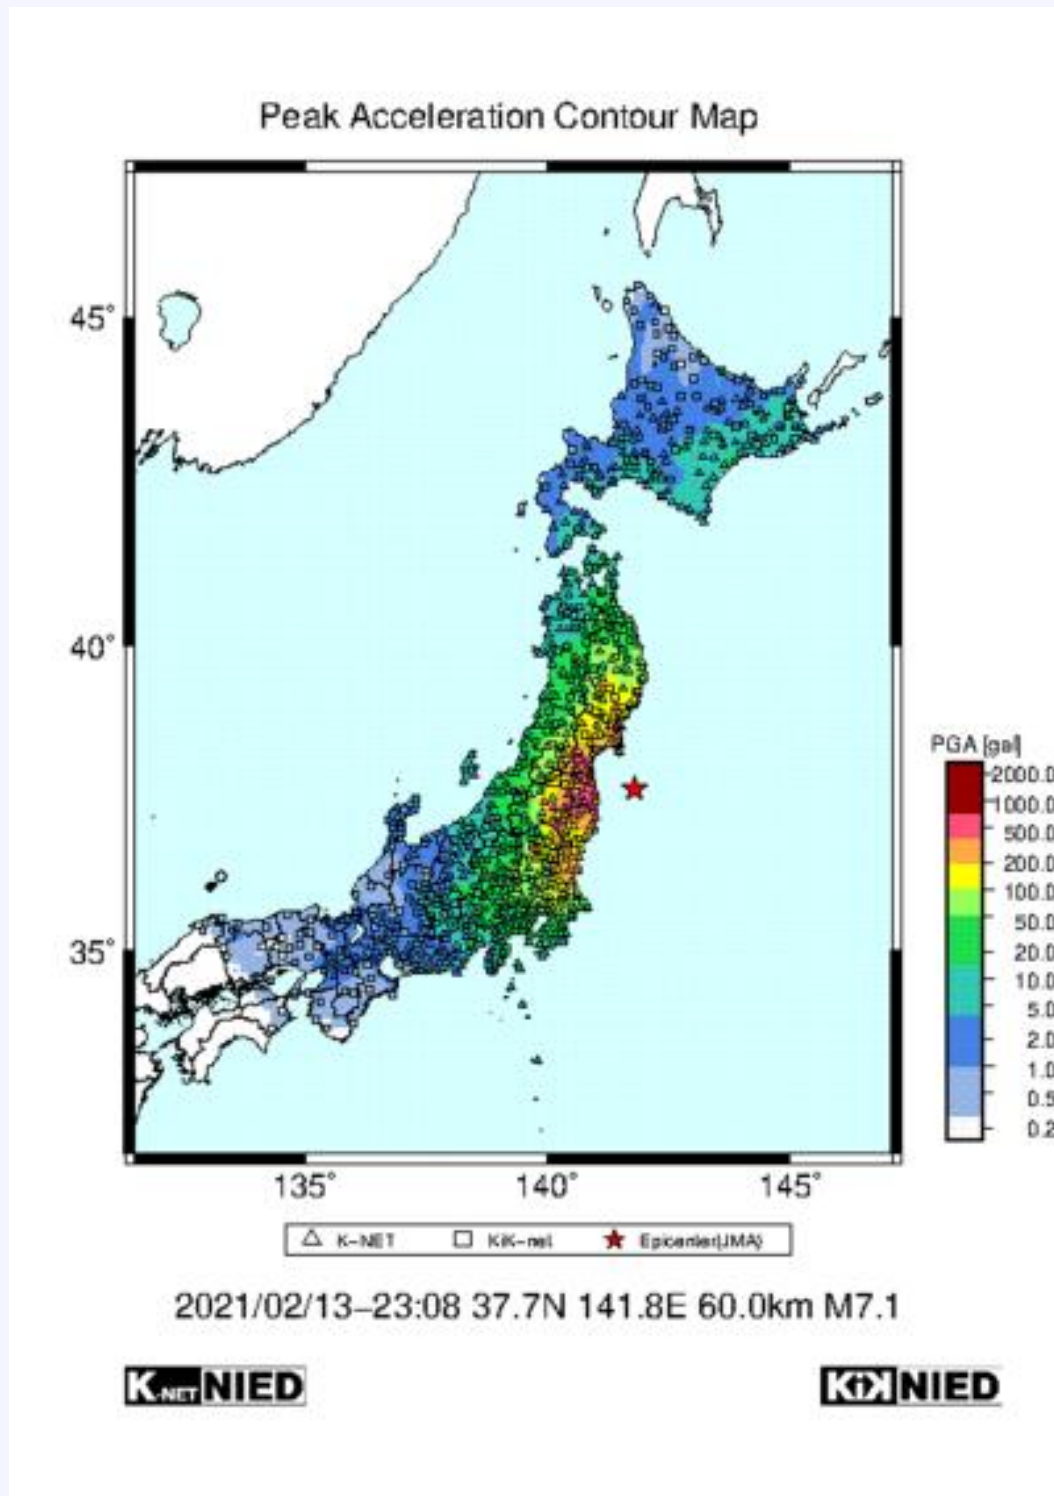 Peak Acceleration Contour Map
45°
40°
35°
135° 140° 145°
PGA [gal]
2000.0
1000.0
500.0
200.0
100.0
50.0
20.0
10.0
5.0
2.0
1.0
0.5
0.2
K-NET KiK-net Epicenter(JMA)
2021/02/13-23:08 37.7N 141.8E 60.0km M7.1
K-NET NIED KiK NIED